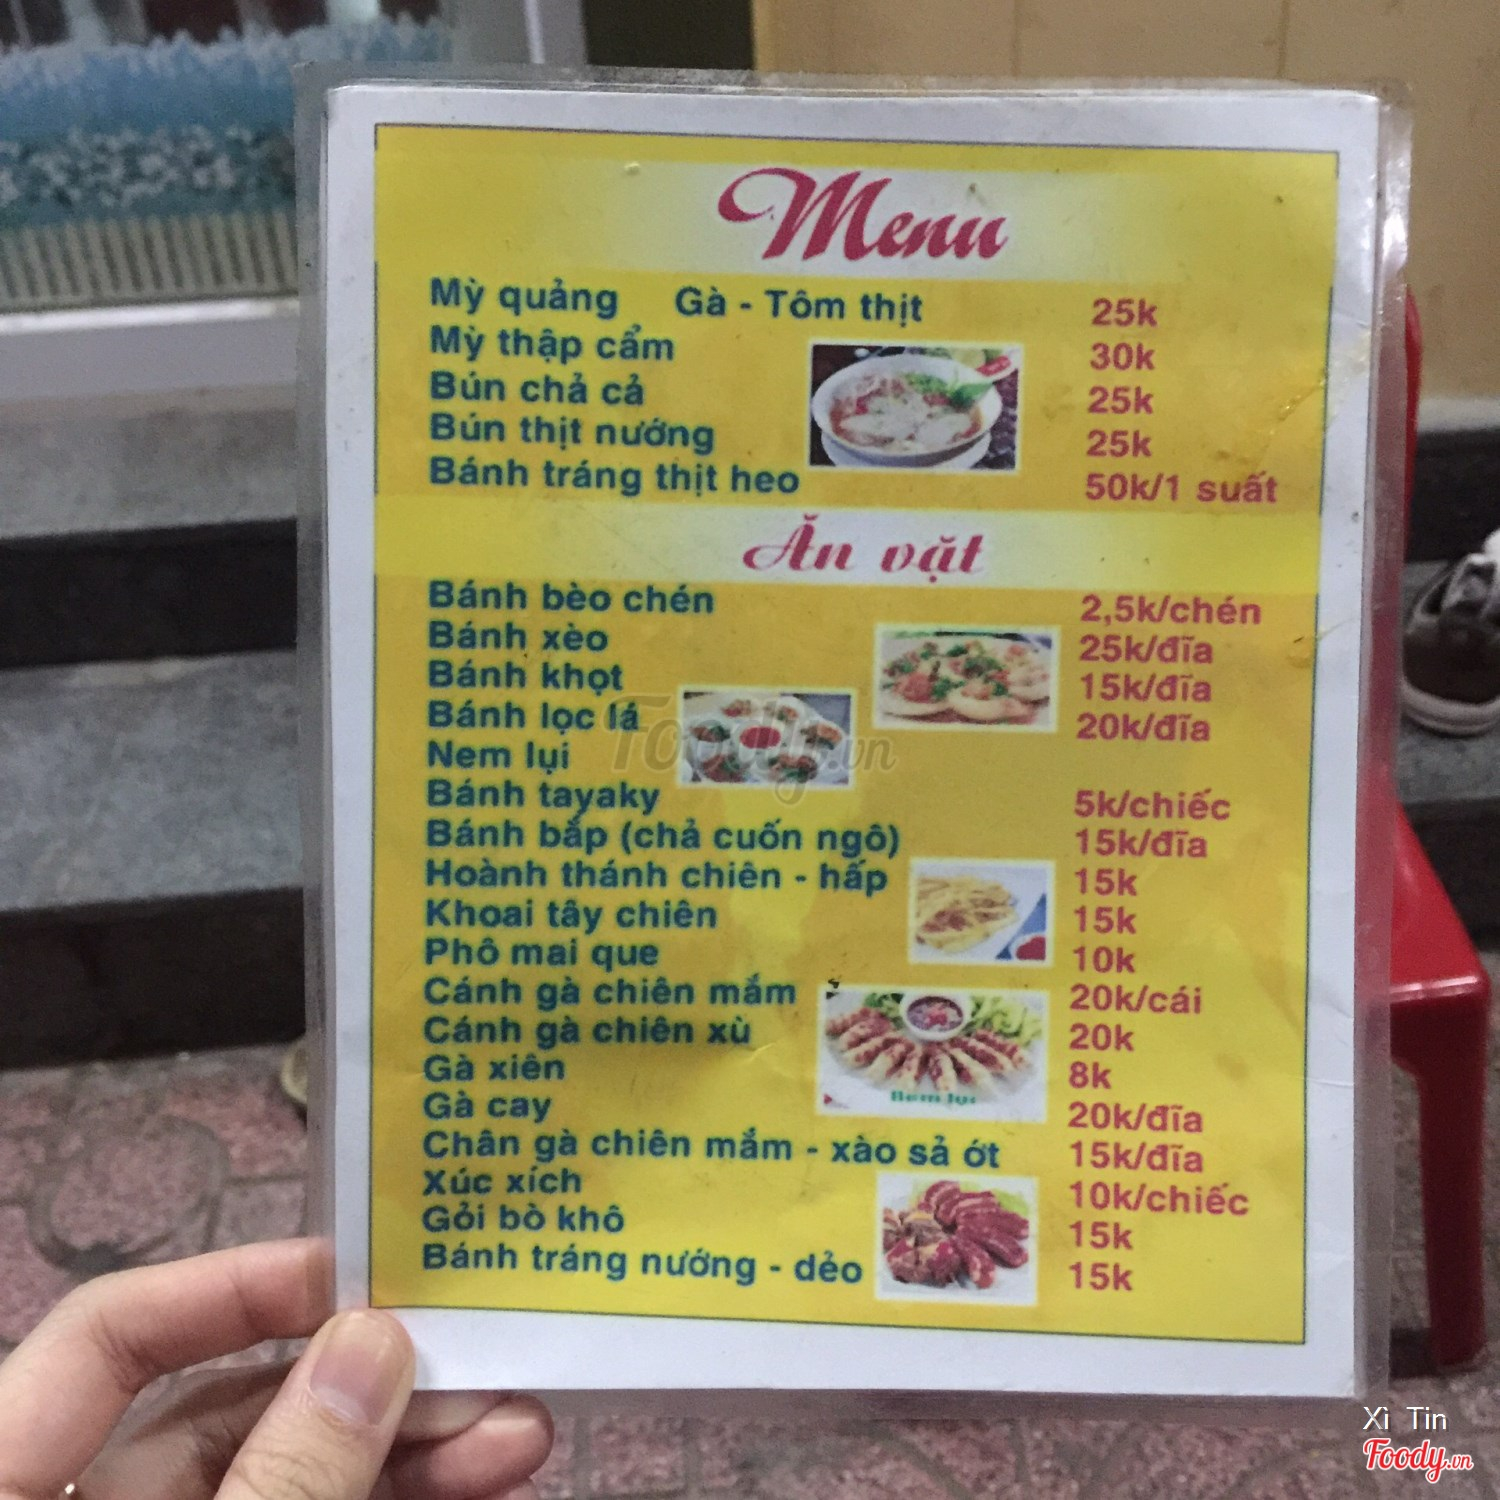 Menu
Mỳ quảng Gà - Tôm thịt 25k
Mỳ thập cẩm 30k
Bún chả cả 25k
Bún thịt nướng 25k
Bánh tráng thịt heo 50k/1 suất
Ăn vặt
Bánh bèo chén 2,5k/chén
Bánh xèo 25k/đĩa
Bánh khọt 15k/đĩa
Bánh lọc lá 20k/đĩa
Nem lụi
Bánh tayaky 5k/chiếc
Bánh bắp (chả cuốn ngô) 15k/đĩa
Hoành thánh chiên - hấp 15k
Khoai tây chiên 15k
Phô mai que 10k
Cánh gà chiên mắm 20k/cái
Cánh gà chiên xù 20k
Gà xiên 8k
Gà cay 20k/đĩa
Chân gà chiên mắm - xào sả ớt 15k/đĩa
Xúc xích 10k/chiếc
Gỏi bò khô 15k
Bánh tráng nướng - dẻo 15k
Nem lụi
Foody.vn
Xì Tin
Foody.vn